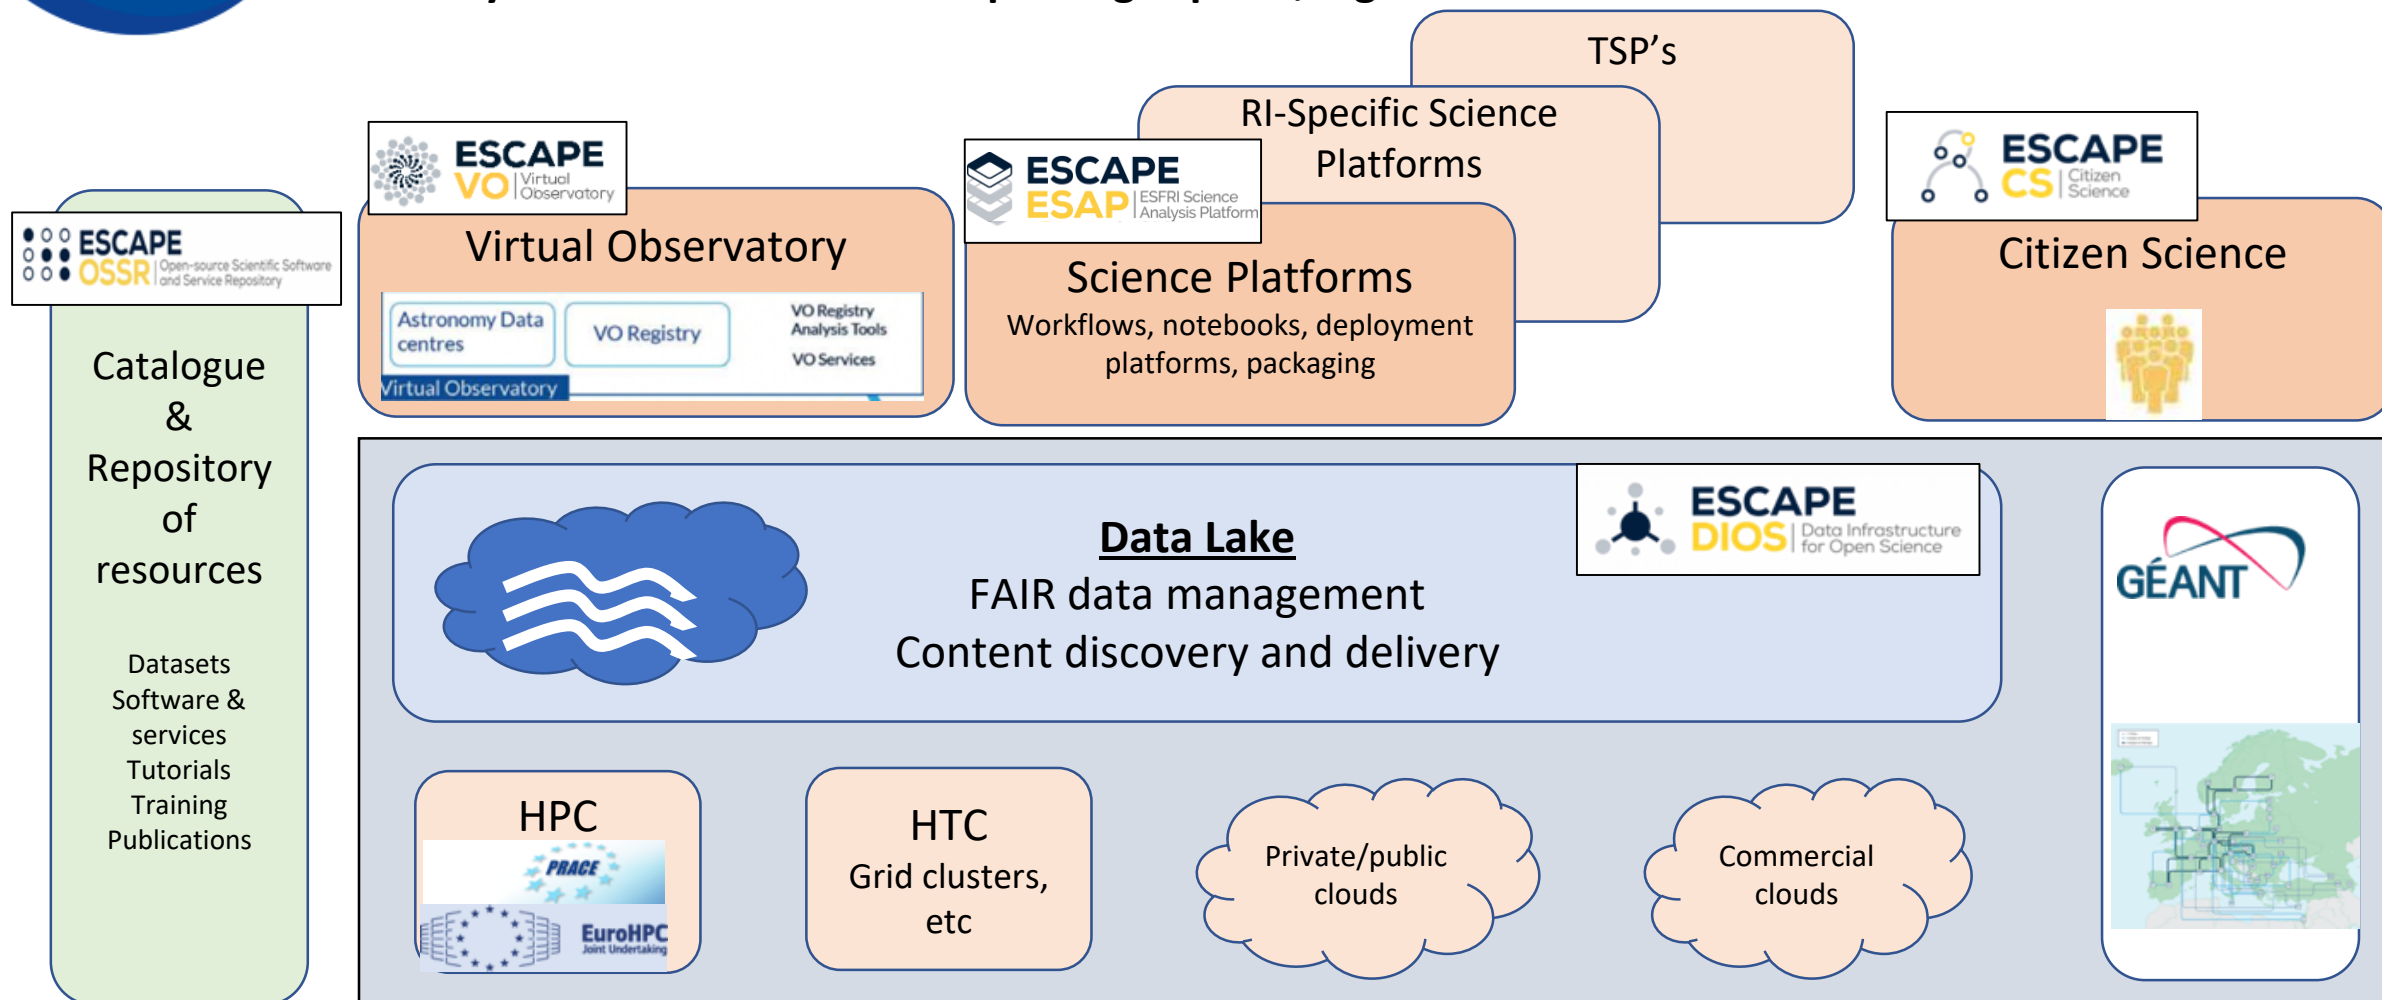 TSP's
RI-Specific Science
Platforms
ESCAPE
VO Virtual
Observatory
ESCAPE
ESAP ESFRI Science
Analysis Platform
ESCAPE
CS Citizen
Science
ESCAPE
OSSR Open-source Scientific Software
and Service Repository
Virtual Observatory
Astronomy Data
centres
VO Registry
VO Registry
Analysis Tools
VO Services
Virtual Observatory
Science Platforms
Workflows, notebooks, deployment
platforms, packaging
Citizen Science
Catalogue
&
Repository
of
resources
Datasets
Software &
services
Tutorials
Training
Publications
Data Lake
FAIR data management
Content discovery and delivery
ESCAPE
DIOS Data Infrastructure
for Open Science
GÉANT
HPC
PRACE
EuroHPC
Joint Undertaking
HTC
Grid clusters,
etc
Private/public
clouds
Commercial
clouds